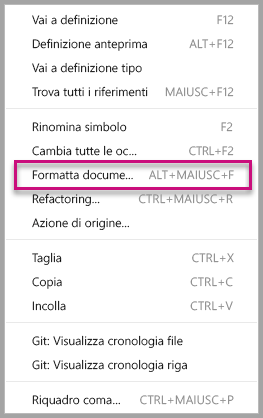 Vai a definizione F12
Definizione anteprima ALT+F12
Vai a definizione tipo
Trova tutti i riferimenti MAIUSC+F12
Rinomina simbolo F2
Cambia tutte le oc... CTRL+F2
Formatta docume... ALT+MAIUSC+F
Refactoring... CTRL+MAIUSC+R
Azione di origine...
Taglia CTRL+X
Copia CTRL+C
Incolla CTRL+V
Git: Visualizza cronologia file
Git: Visualizza cronologia riga
Riquadro coma... CTRL+MAIUSC+P